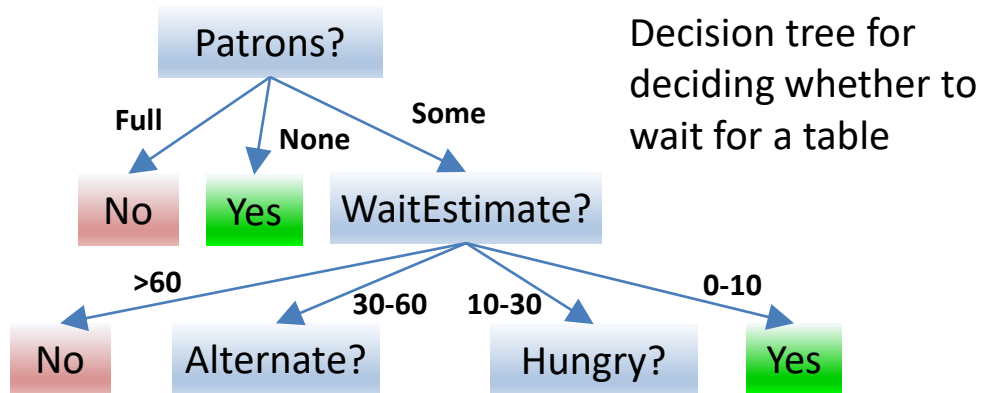 Patrons?
Decision tree for
deciding whether to
wait for a table
Full
None
Some
No
Yes
WaitEstimate?
>60
30-60
10-30
0-10
No
Alternate?
Hungry?
Yes